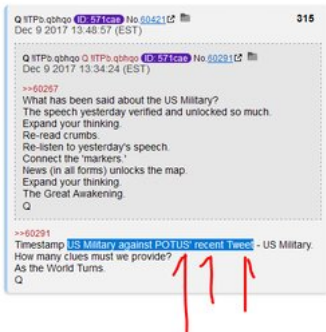 Q !ITPb.qbhqo ID: 571cae No.60421 315
Dec 9 2017 13:48:57 (EST)
Q !ITPb.qbhqo Q !ITPb.qbhqo ID: 571cae No.60291
Dec 9 2017 13:34:24 (EST)
>>60267
What has been said about the US Military?
The speech yesterday verified and unlocked so much.
Expand your thinking.
Re-read crumbs.
Re-listen to yesterday's speech.
Connect the 'markers.'
News (in all forms) unlocks the map.
Expand your thinking.
The Great Awakening.
Q
>>60291
Timestamp US Military against POTUS' recent Tweet - US Military.
How many clues must we provide?
As the World Turns.
Q